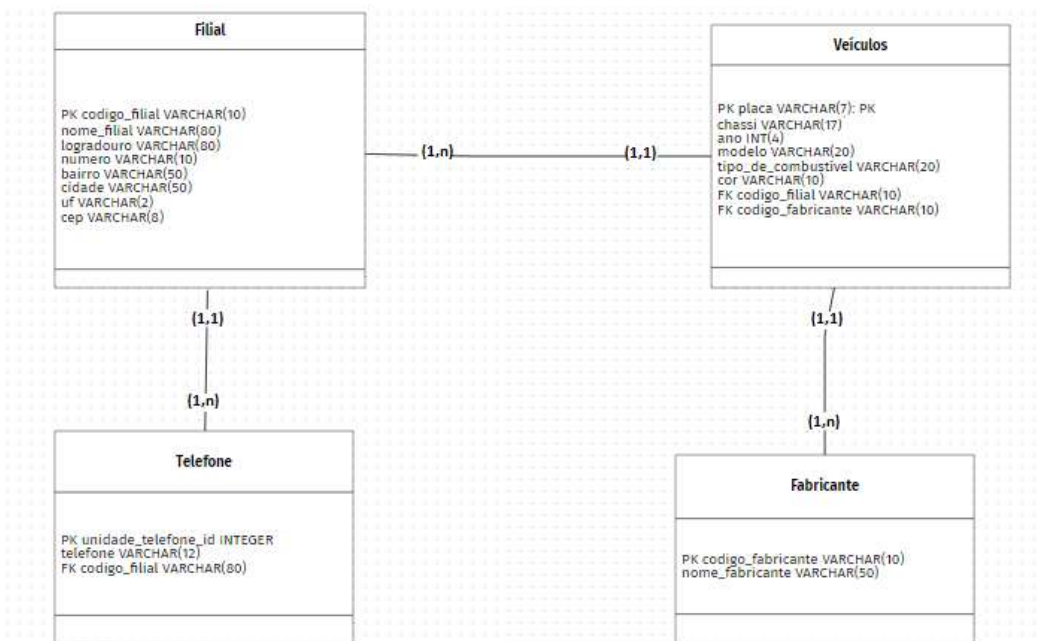 Filial
PK codigo_filial VARCHAR(10)
nome_filial VARCHAR(80)
logradouro VARCHAR(80)
numero VARCHAR(10)
bairro VARCHAR(50)
cidade VARCHAR(50)
uf VARCHAR(2)
cep VARCHAR(8)
(1,n)
(1,1)
Veículos
PK placa VARCHAR(7): PK
chassi VARCHAR(17)
ano INT(4)
modelo VARCHAR(20)
tipo_de_combustivel VARCHAR(20)
cor VARCHAR(10)
FK codigo_filial VARCHAR(10)
FK codigo_fabricante VARCHAR(10)
(1,1)
(1,n)
Telefone
PK unidade_telefone_id INTEGER
telefone VARCHAR(12)
FK codigo_filial VARCHAR(80)
(1,1)
(1,n)
Fabricante
PK codigo_fabricante VARCHAR(10)
nome_fabricante VARCHAR(50)